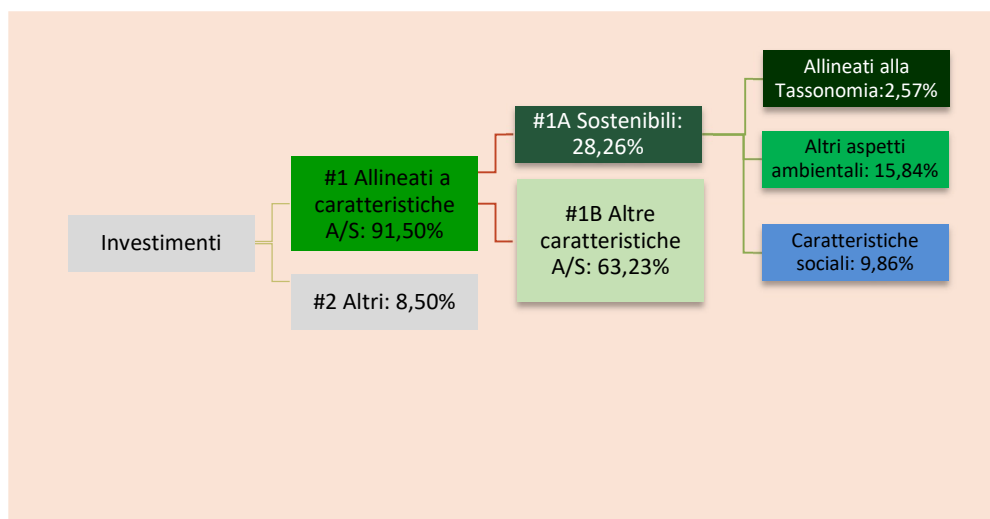 Investimenti
#1 Allineati a
caratteristiche
A/S: 91,50%
#2 Altri: 8,50%
#1A Sostenibili:
28,26%
#1B Altre
caratteristiche
A/S: 63,23%
Allineati alla
Tassonomia:2,57%
Altri aspetti
ambientali: 15,84%
Caratteristiche
sociali: 9,86%